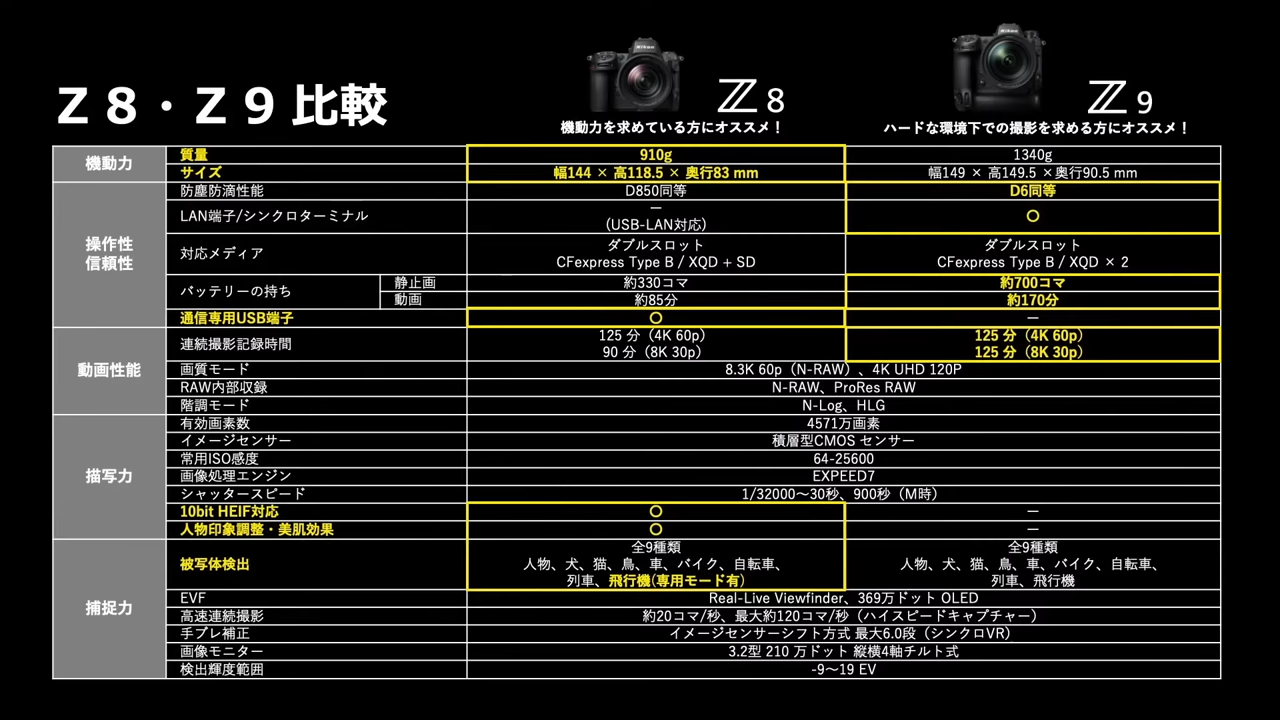 Z 8・Z 9 比較
Nikon
Z 8
機動力を求めている方にオススメ！
Nikon
Z 9
ハードな環境下での撮影を求める方にオススメ！
機動力
質量 910g 1340g
サイズ 幅144 × 高118.5 × 奥行83 mm 幅149 × 高149.5 ×奥行90.5 mm
操作性
信頼性
防塵防滴性能 D850同等 D6同等
LAN端子/シンクロターミナル ー ○
(USB-LAN対応)
対応メディア ダブルスロット ダブルスロット
CFexpress Type B / XQD + SD CFexpress Type B / XQD × 2
バッテリーの持ち 静止画 約330コマ 約700コマ
動画 約85分 約170分
通信専用USB端子 ○ ー
動画性能
連続撮影記録時間 125 分（4K 60p） 125 分（4K 60p）
90 分（8K 30p） 125 分（8K 30p）
画質モード 8.3K 60p（N-RAW）、4K UHD 120P
RAW内部収録 N-RAW、ProRes RAW
階調モード N-Log、HLG
描写力
有効画素数 4571万画素
イメージセンサー 積層型CMOS センサー
常用ISO感度 64-25600
画像処理エンジン EXPEED7
シャッタースピード 1/32000～30秒、900秒（M時）
10bit HEIF対応 ○ ー
人物印象調整・美肌効果 ○ ー
捕捉力
被写体検出 全9種類 全9種類
人物、犬、猫、鳥、車、バイク、自転車、 人物、犬、猫、鳥、車、バイク、自転車、
列車、飛行機(専用モード有) 列車、飛行機
EVF Real-Live Viewfinder、369万ドット OLED
高速連続撮影 約20コマ/秒、最大約120コマ/秒（ハイスピードキャプチャー）
手ブレ補正 イメージセンサーシフト方式 最大6.0段（シンクロVR）
画像モニター 3.2型 210 万ドット 縦横4軸チルト式
検出輝度範囲 -9～19 EV